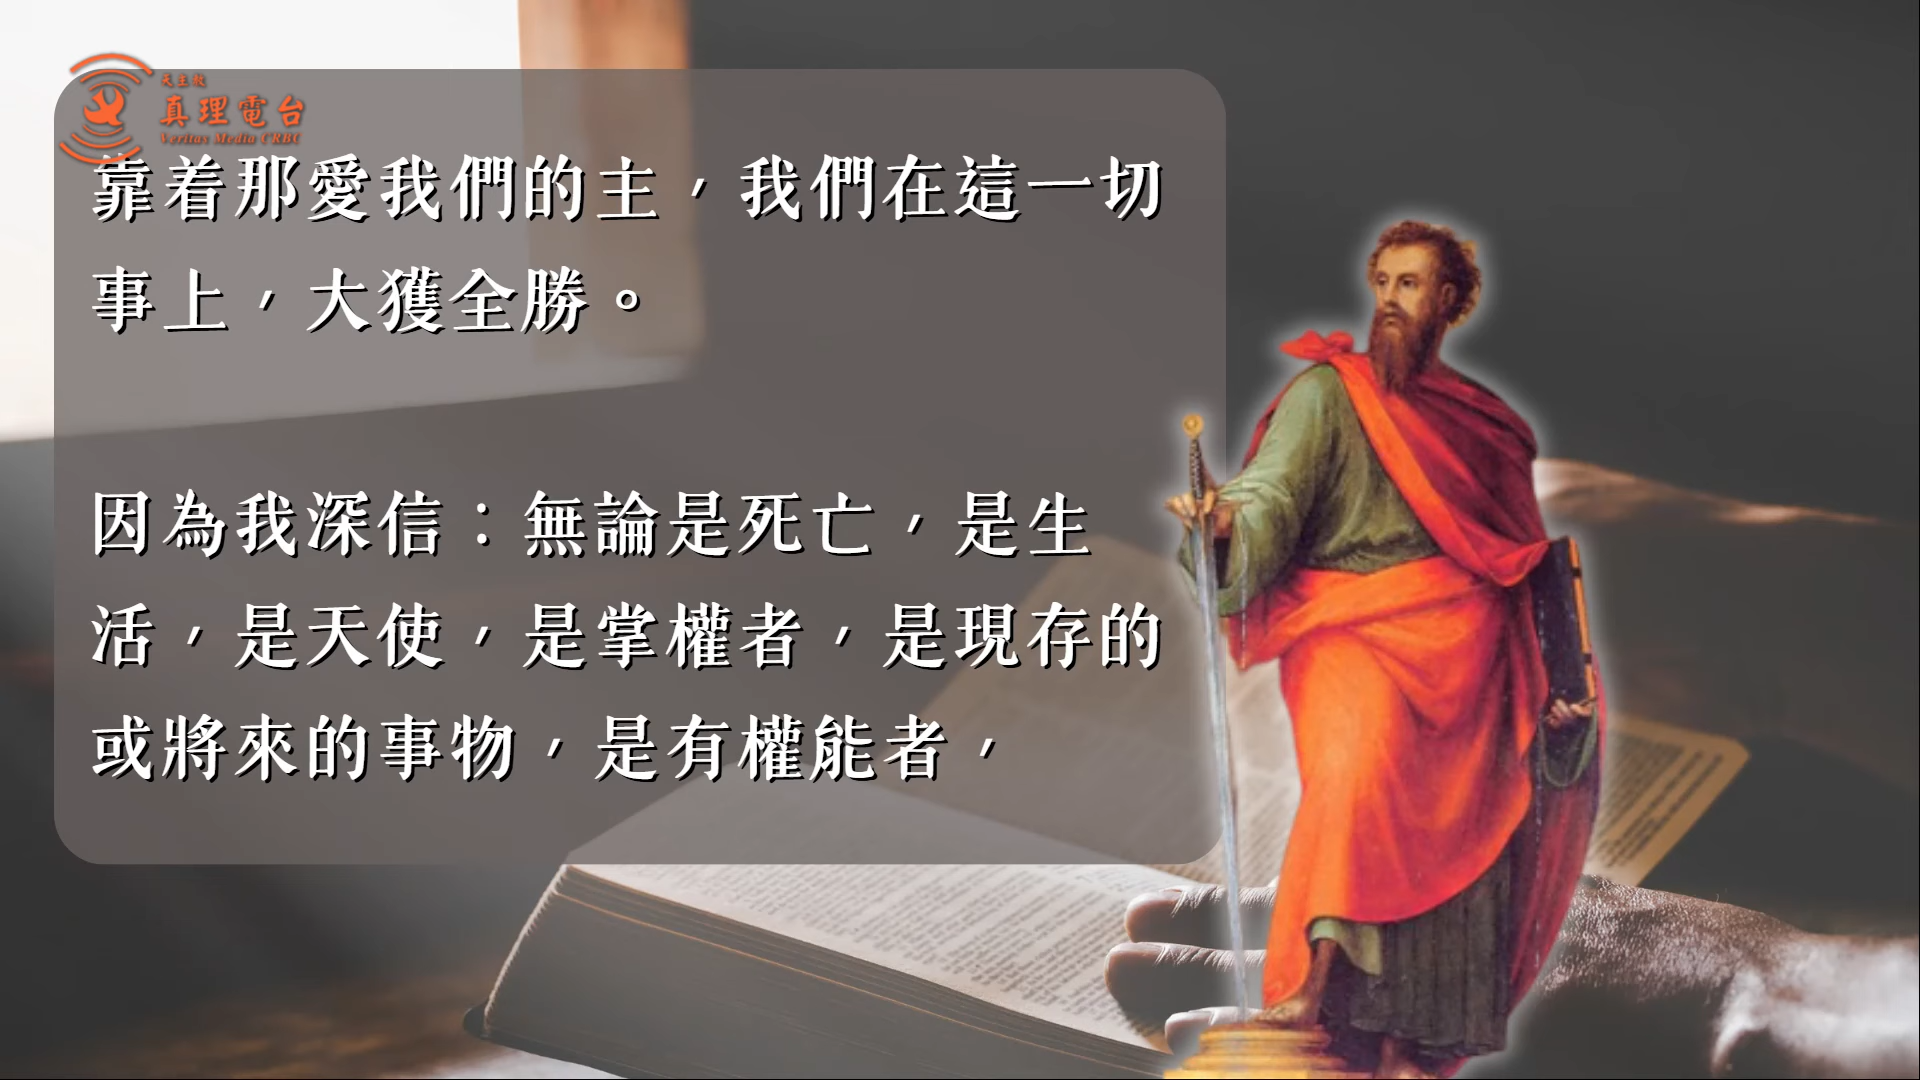 天主教
真理電台
Veritas Media CRBC
靠着那愛我們的主，我們在這一切
事上，大獲全勝。
因為我深信：無論是死亡，是生
活，是天使，是掌權者，是現存的
或將來的事物，是有權能者，